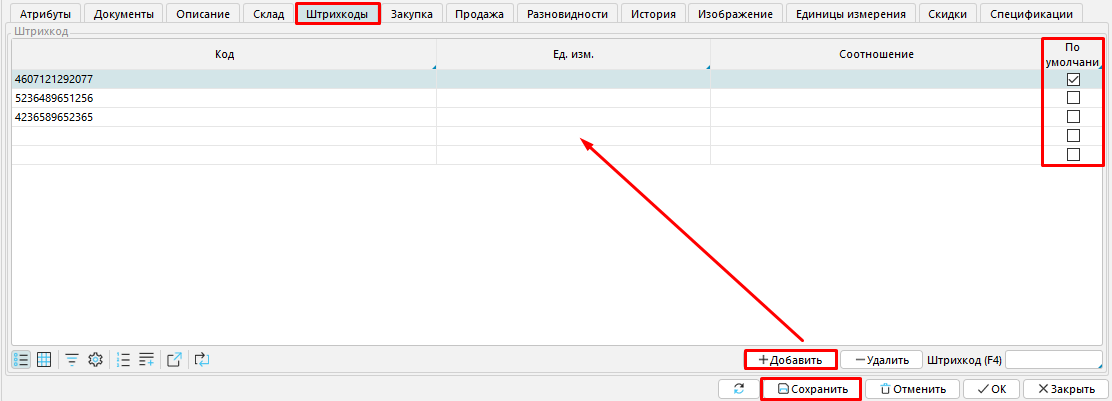 Атрибуты Документы Описание Склад Штрихкоды Закупка Продажа Разновидности История Изображение Единицы измерения Скидки Спецификации
Штрихкод
Код Ед. изм. Соотношение По
умолчани
4607121292077
5236489651256
4236589652365
Добавить Удалить Штрихкод (F4)
Сохранить Отменить OK Закрыть